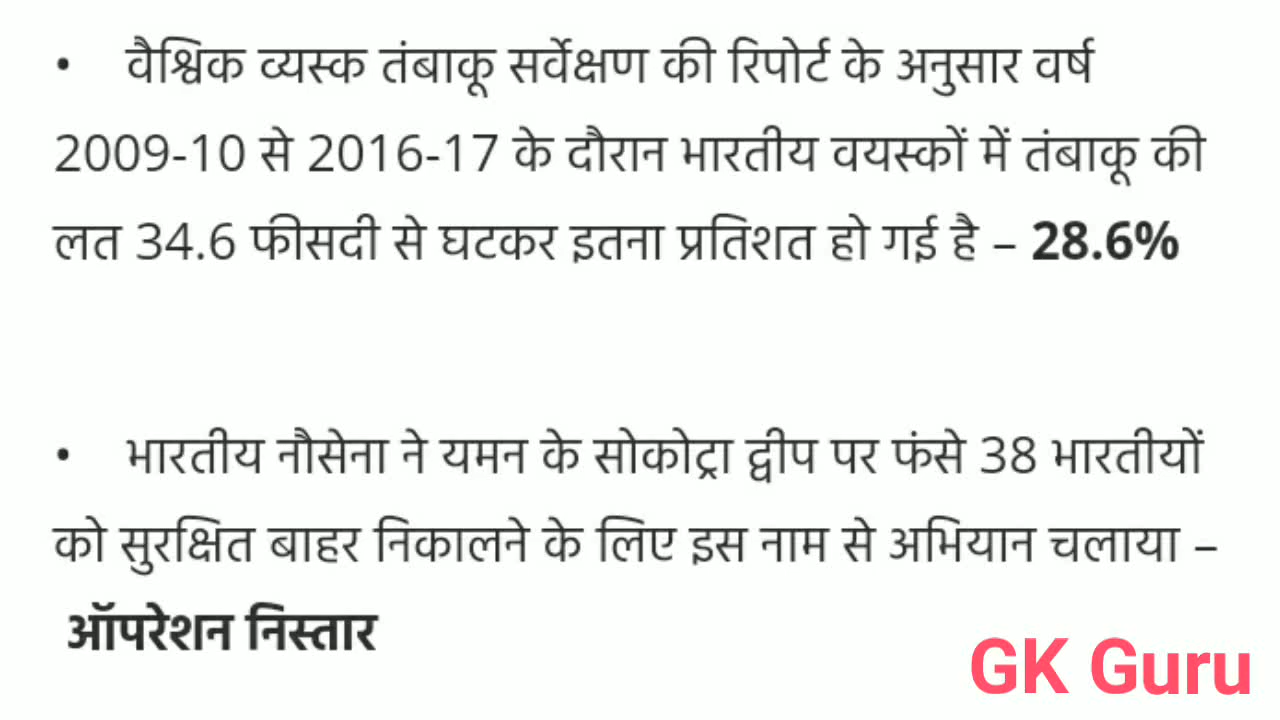 • वैश्विक व्यस्क तंबाकू सर्वेक्षण की रिपोर्ट के अनुसार वर्ष
2009-10 से 2016-17 के दौरान भारतीय वयस्कों में तंबाकू की
लत 34.6 फीसदी से घटकर इतना प्रतिशत हो गई है – 28.6%
• भारतीय नौसेना ने यमन के सोकोट्रा द्वीप पर फंसे 38 भारतीयों
को सुरक्षित बाहर निकालने के लिए इस नाम से अभियान चलाया –
ऑपरेशन निस्तार
GK Guru